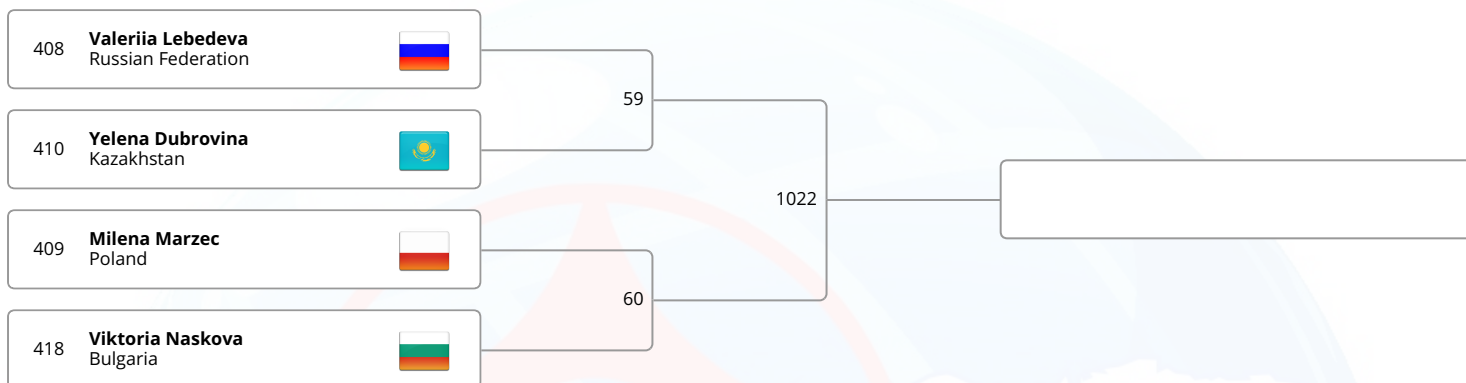 408
Valeriia Lebedeva
Russian Federation
59
410
Yelena Dubrovina
Kazakhstan
1022
409
Milena Marzec
Poland
60
418
Viktoria Naskova
Bulgaria